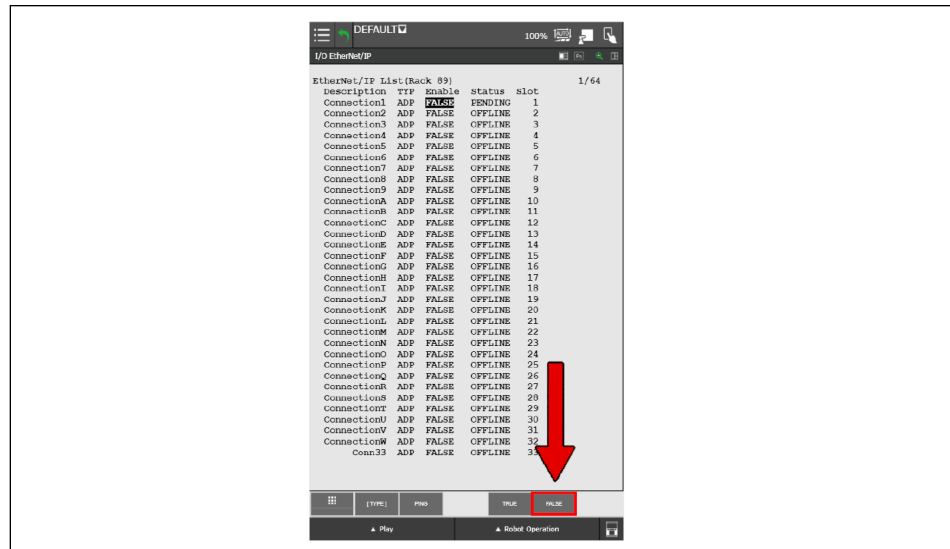 DEFAULT
100% AUTO
I/O EtherNet/IP
EtherNet/IP List(Rack 89) 1/64
Description TYP Enable Status Slot
Connection1 ADP FALSE PENDING 1
Connection2 ADP FALSE OFFLINE 2
Connection3 ADP FALSE OFFLINE 3
Connection4 ADP FALSE OFFLINE 4
Connection5 ADP FALSE OFFLINE 5
Connection6 ADP FALSE OFFLINE 6
Connection7 ADP FALSE OFFLINE 7
Connection8 ADP FALSE OFFLINE 8
Connection9 ADP FALSE OFFLINE 9
ConnectionA ADP FALSE OFFLINE 10
ConnectionB ADP FALSE OFFLINE 11
ConnectionC ADP FALSE OFFLINE 12
ConnectionD ADP FALSE OFFLINE 13
ConnectionE ADP FALSE OFFLINE 14
ConnectionF ADP FALSE OFFLINE 15
ConnectionG ADP FALSE OFFLINE 16
ConnectionH ADP FALSE OFFLINE 17
ConnectionI ADP FALSE OFFLINE 18
ConnectionJ ADP FALSE OFFLINE 19
ConnectionK ADP FALSE OFFLINE 20
ConnectionL ADP FALSE OFFLINE 21
ConnectionM ADP FALSE OFFLINE 22
ConnectionN ADP FALSE OFFLINE 23
ConnectionO ADP FALSE OFFLINE 24
ConnectionP ADP FALSE OFFLINE 25
ConnectionQ ADP FALSE OFFLINE 26
ConnectionR ADP FALSE OFFLINE 27
ConnectionS ADP FALSE OFFLINE 28
ConnectionT ADP FALSE OFFLINE 29
ConnectionU ADP FALSE OFFLINE 30
ConnectionV ADP FALSE OFFLINE 31
ConnectionW ADP FALSE OFFLINE 32
Conn33 ADP FALSE OFFLINE 33
[TYPE] PING TRUE FALSE
▲ Play ▲ Robot Operation